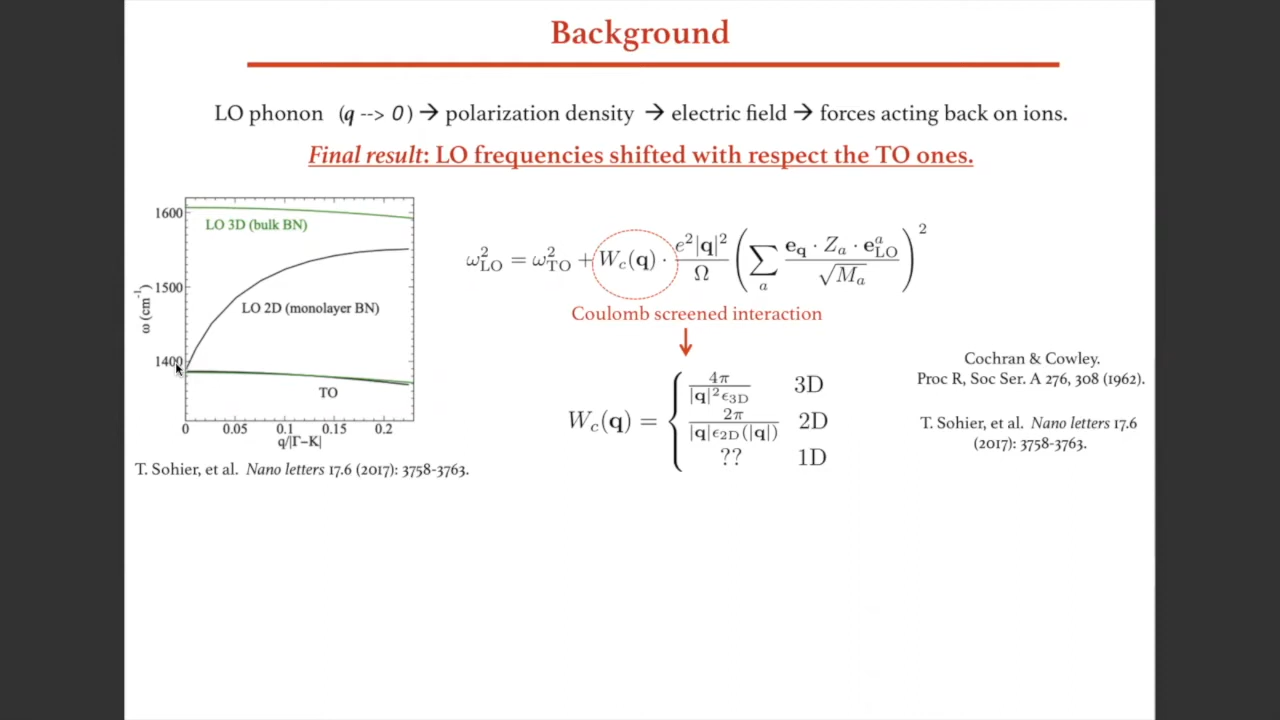 Background
LO phonon (q --> 0) → polarization density → electric field → forces acting back on ions.
Final result: LO frequencies shifted with respect the TO ones.
1600
1500
1400
ω (cm⁻¹)
LO 3D (bulk BN)
LO 2D (monolayer BN)
TO
0 0.05 0.1 0.15 0.2
q/|Γ−K|
T. Sohier, et al. Nano letters 17.6 (2017): 3758-3763.
ω²_LO = ω²_TO + W_c(q) · e²|q|²/Ω (∑_a e_q · Z_a · e^a_LO / √M_a)²
Coulomb screened interaction
W_c(q) = {
4π/|q|²ϵ_3D 3D
2π/|q|ϵ_2D(|q|) 2D
?? 1D
Cochran & Cowley.
Proc R, Soc Ser. A 276, 308 (1962).
T. Sohier, et al. Nano letters 17.6
(2017): 3758-3763.